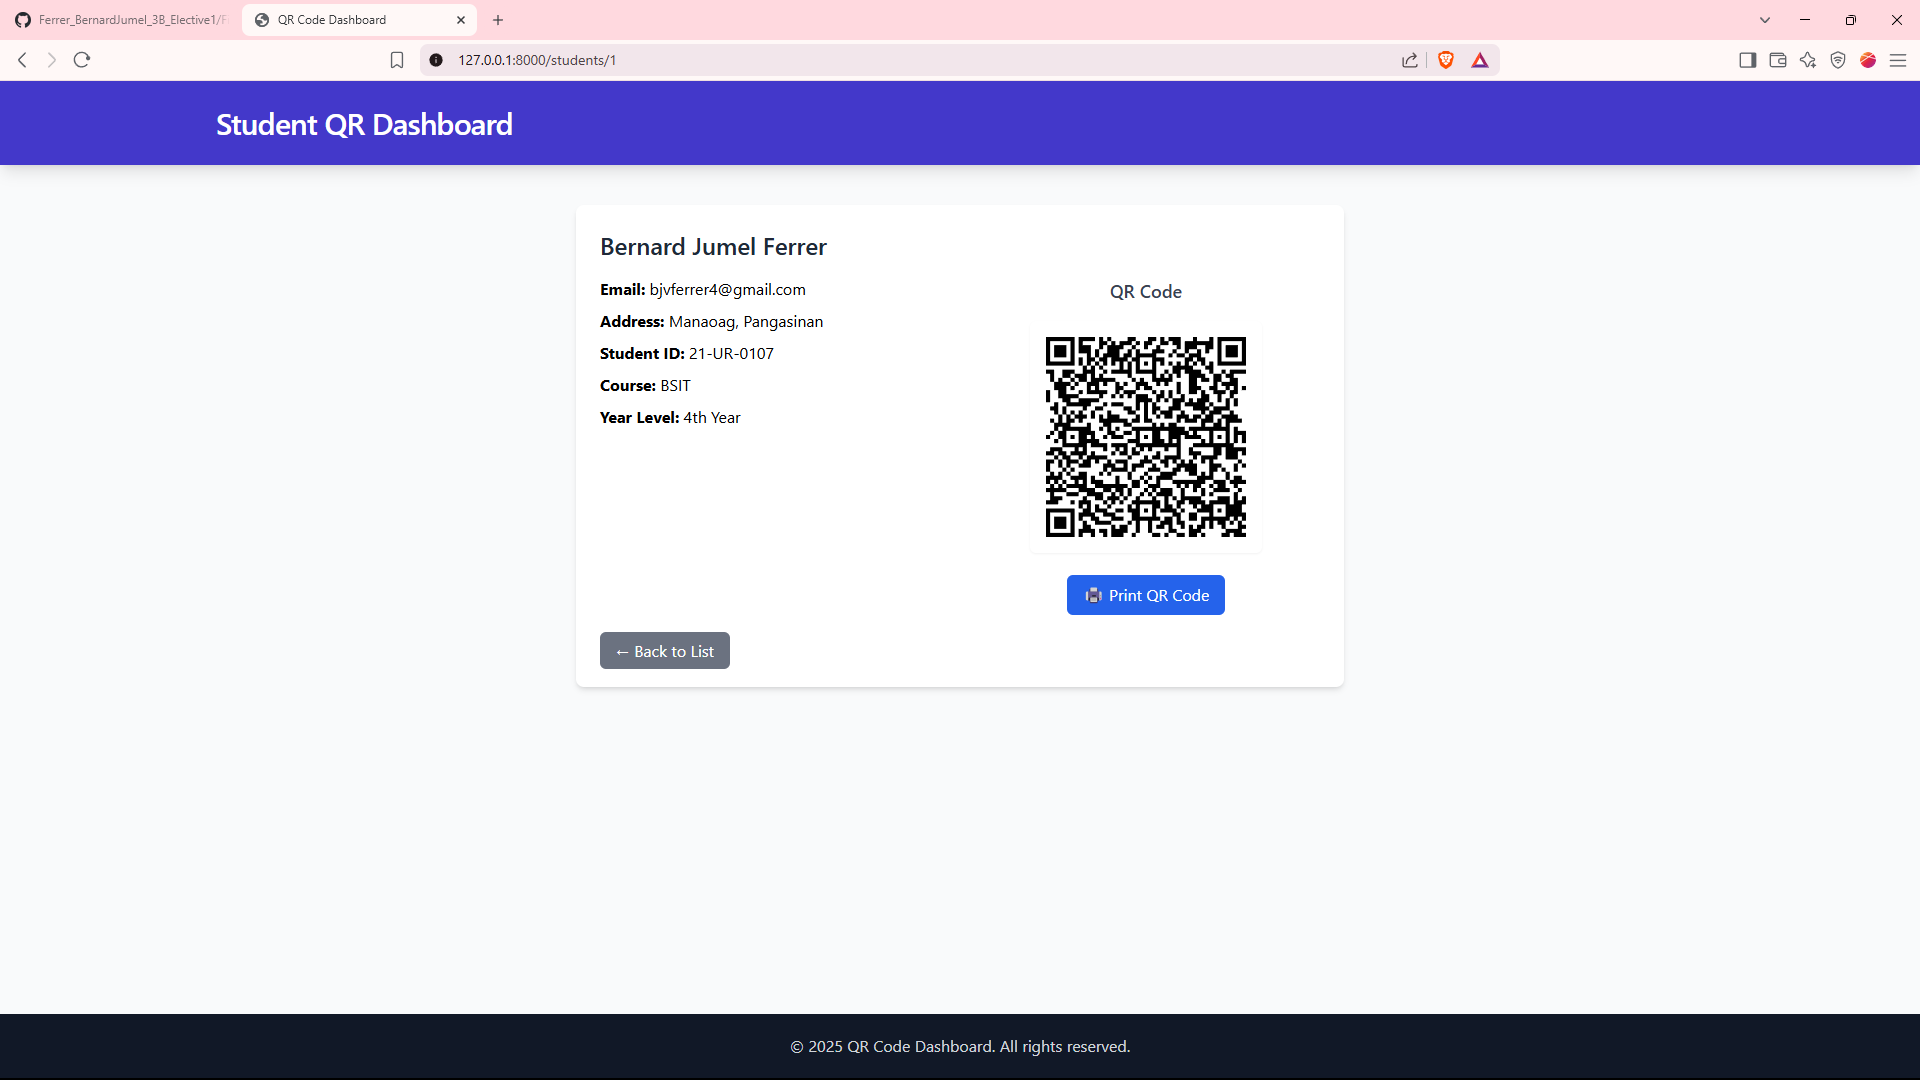 Ferrer_BernardJumel_3B_Elective1/F
QR Code Dashboard
127.0.0.1:8000/students/1
Student QR Dashboard
Bernard Jumel Ferrer
Email: bjvferrer4@gmail.com
Address: Manaoag, Pangasinan
Student ID: 21-UR-0107
Course: BSIT
Year Level: 4th Year
QR Code
Print QR Code
← Back to List
© 2025 QR Code Dashboard. All rights reserved.